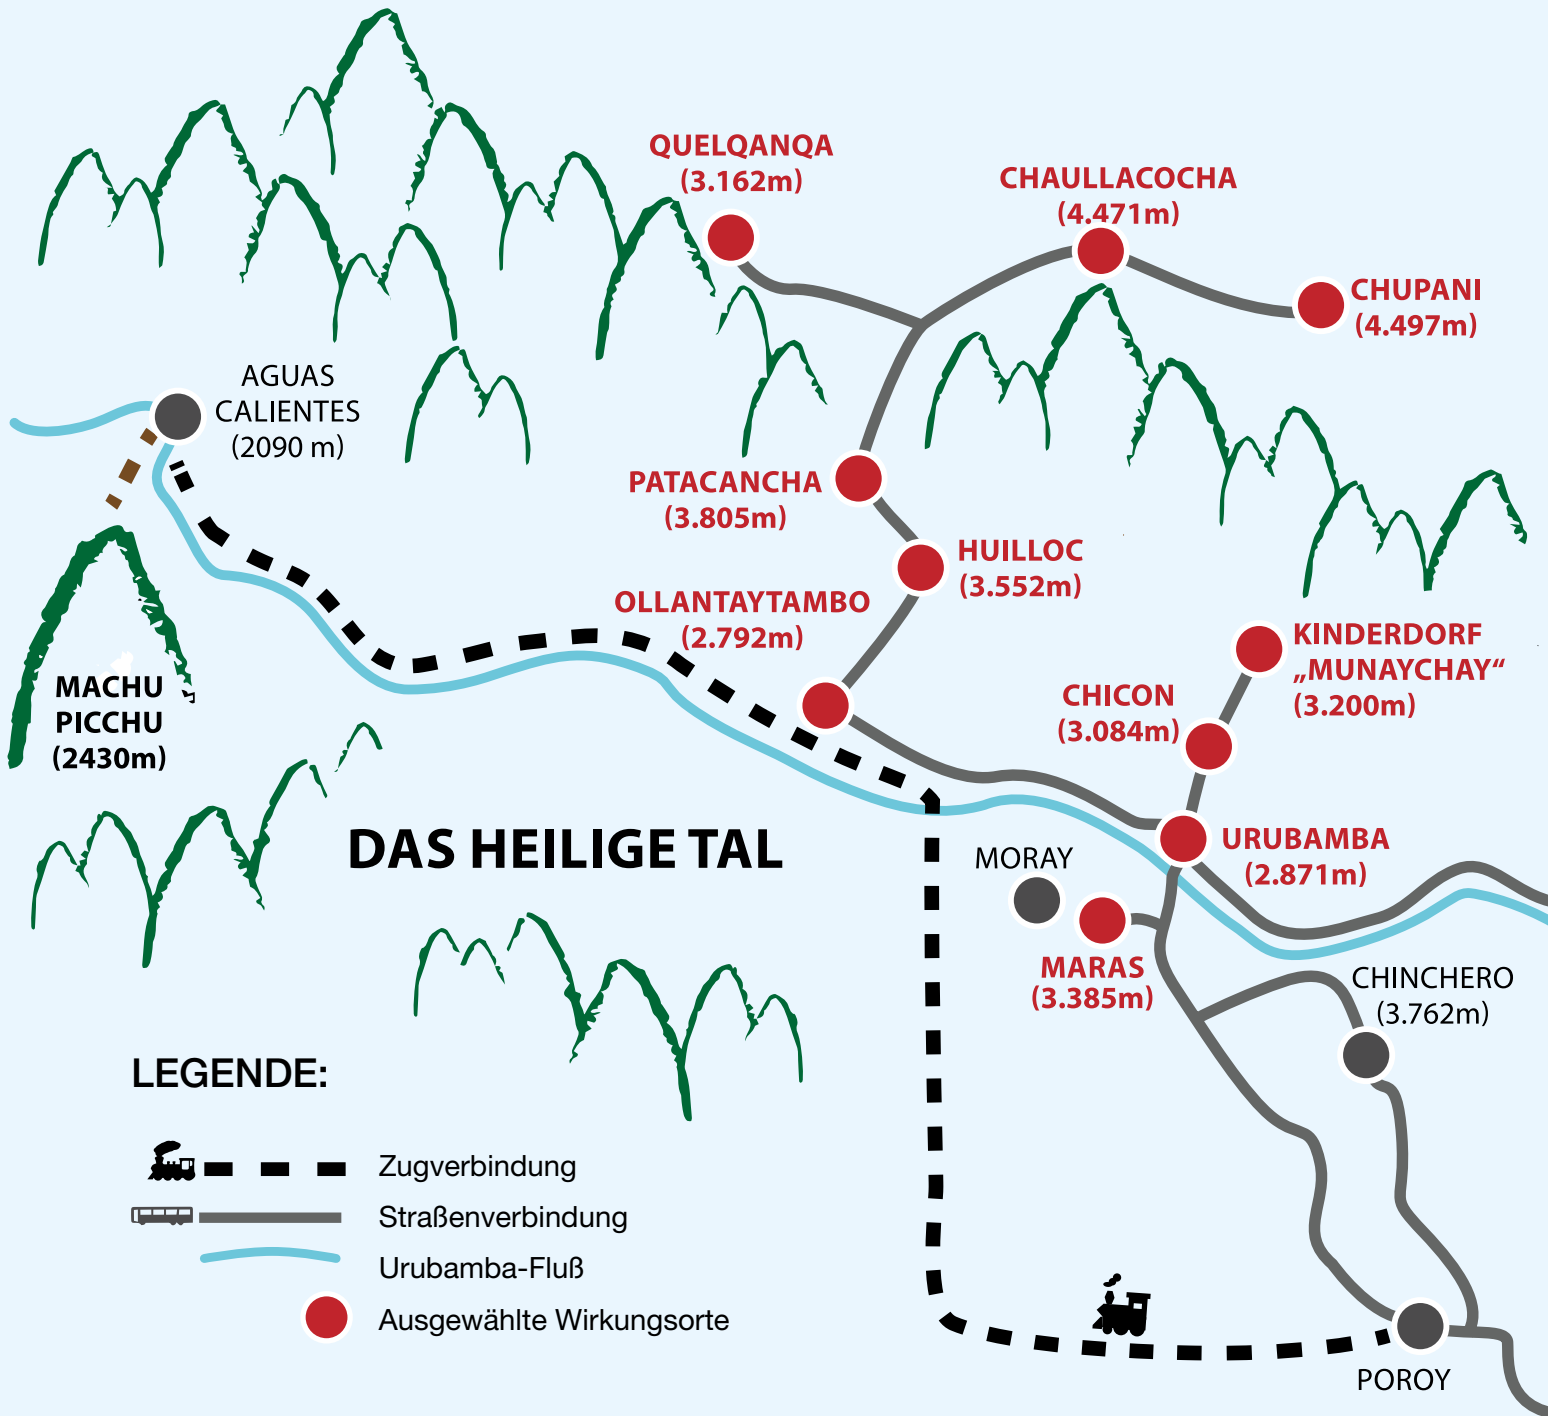 QUELQANQA
(3.162m)
CHAULLACOCHA
(4.471m)
CHUPANI
(4.497m)
AGUAS
CALIENTES
(2090 m)
PATACANCHA
(3.805m)
HUILLOC
(3.552m)
OLLANTAYTAMBO
(2.792m)
KINDERDORF
„MUNAYCHAY“
(3.200m)
MACHU
PICCHU
(2430m)
CHICON
(3.084m)
DAS HEILIGE TAL
URUBAMBA
(2.871m)
MORAY
MARAS
(3.385m)
CHINCHERO
(3.762m)
LEGENDE:
Zugverbindung
Straßenverbindung
Urubamba-Fluß
Ausgewählte Wirkungsorte
POROY